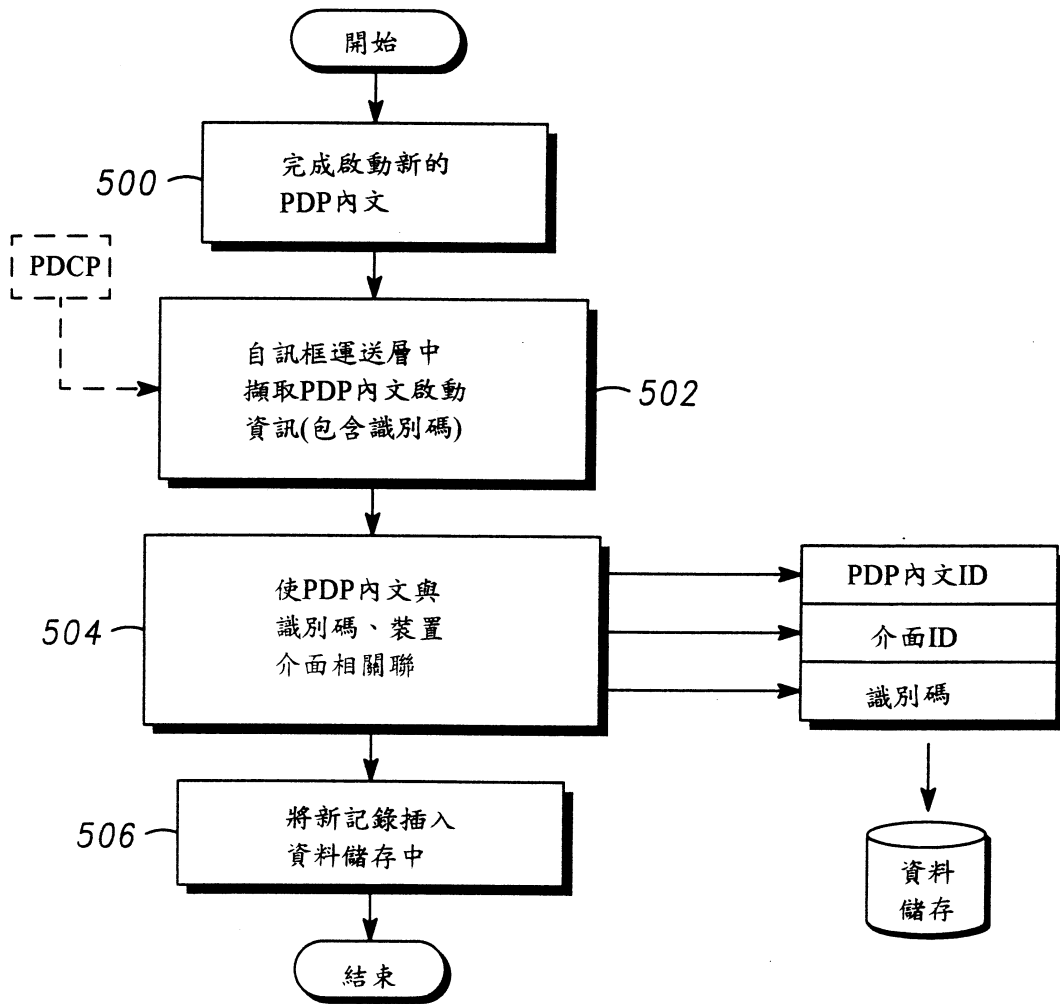 開始
500
完成啟動新的
PDP內文
PDCP
自訊框運送層中
擷取PDP內文啟動
資訊(包含識別碼)
502
504
使PDP內文與
識別碼、裝置
介面相關聯
PDP內文ID
介面ID
識別碼
506
將新記錄插入
資料儲存中
資料
儲存
結束